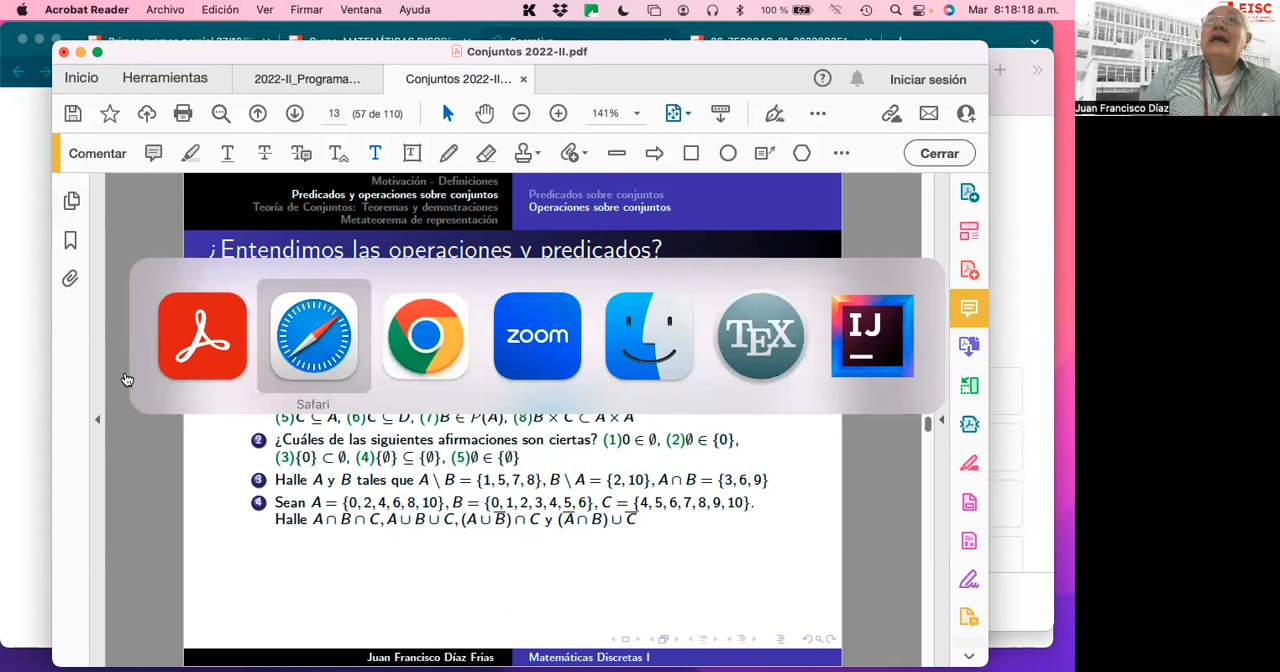 Acrobat Reader Archivo Edición Ver Firmar Ventana Ayuda 100 % Mar 8:18:18 a.m.
EISC
Conjuntos 2022-II.pdf
Inicio Herramientas 2022-II_Programa... Conjuntos 2022-II... × Iniciar sesión
13 (57 de 110) 141%
Comentar Cerrar
Juan Francisco Díaz
Motivación - Definiciones
Predicados y operaciones sobre conjuntos
Teoría de Conjuntos: Teoremas y demostraciones
Metateorema de representación
Predicados sobre conjuntos
Operaciones sobre conjuntos
¿Entendimos las operaciones y predicados?
zoom
TEX
IJ
Safari
(5)C ⊆ A, (6)C ⊆ D, (7)B ∈ P(A), (8)B × C ⊂ A × A
2 ¿Cuáles de las siguientes afirmaciones son ciertas? (1)0 ∈ ∅, (2)∅ ∈ {0},
(3){0} ⊂ ∅, (4){∅} ⊆ {∅}, (5)∅ ∈ {∅}
3 Halle A y B tales que A \ B = {1, 5, 7, 8}, B \ A = {2, 10}, A ∩ B = {3, 6, 9}
4 Sean A = {0, 2, 4, 6, 8, 10}, B = {0, 1, 2, 3, 4, 5, 6}, C = {4, 5, 6, 7, 8, 9, 10}.
Halle A ∩ B ∩ C, A ∪ B ∪ C, (A ∪ B̅) ∩ C y (A̅ ∩ B) ∪ C̅
Juan Francisco Díaz Frias Matemáticas Discretas I